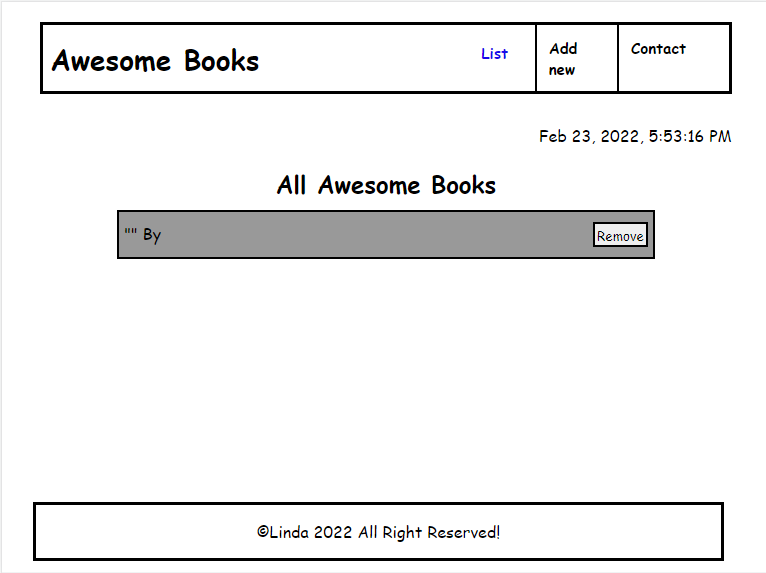 Awesome Books
List
Add
new
Contact
Feb 23, 2022, 5:53:16 PM
All Awesome Books
"" By
Remove
©Linda 2022 All Right Reserved!